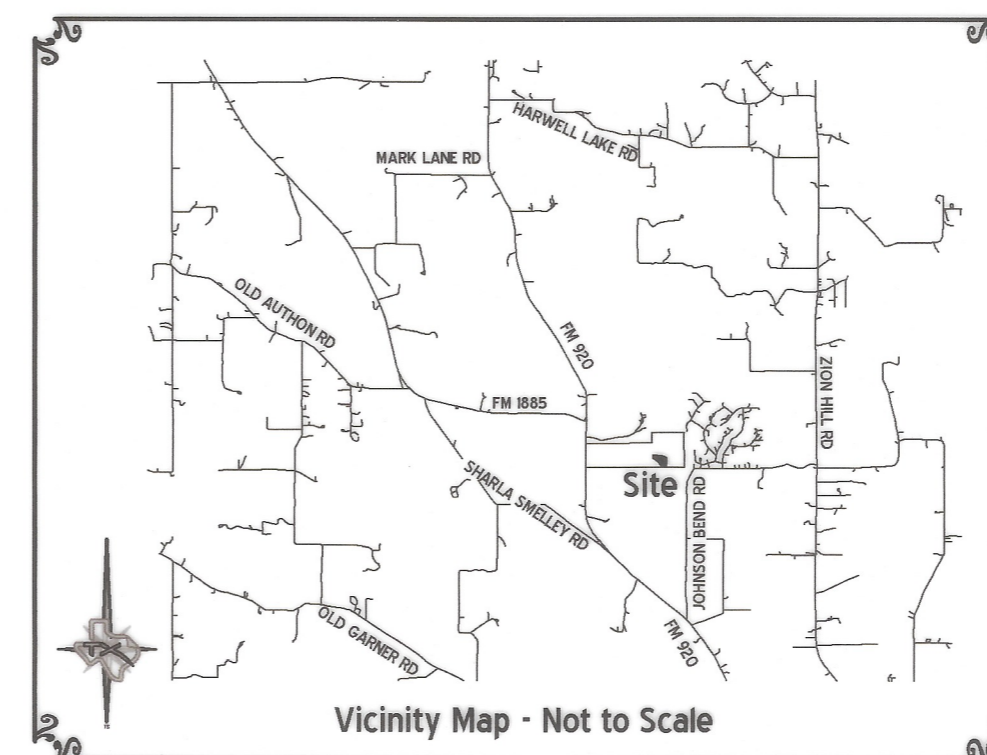 HARWELL LAKE RD
MARK LANE RD
OLD AUTHON RD
FM 920
ZION HILL RD
FM 1885
SHARLA SMELLEY RD
Site
JOHNSON BEND RD
OLD GARNER RD
FM 920
TX
Vicinity Map - Not to Scale